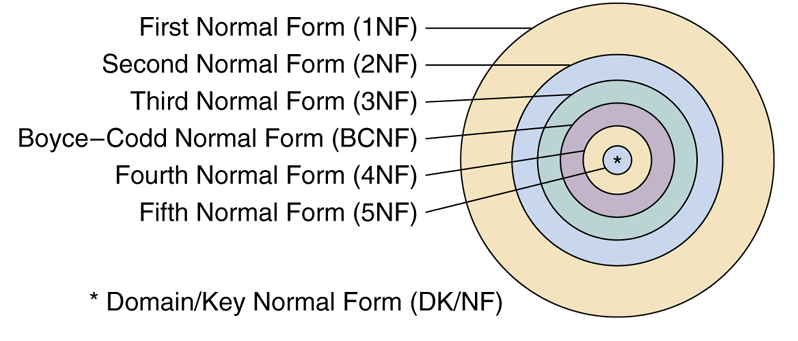 First Normal Form (1NF)
Second Normal Form (2NF)
Third Normal Form (3NF)
Boyce–Codd Normal Form (BCNF)
Fourth Normal Form (4NF)
Fifth Normal Form (5NF)
*
* Domain/Key Normal Form (DK/NF)